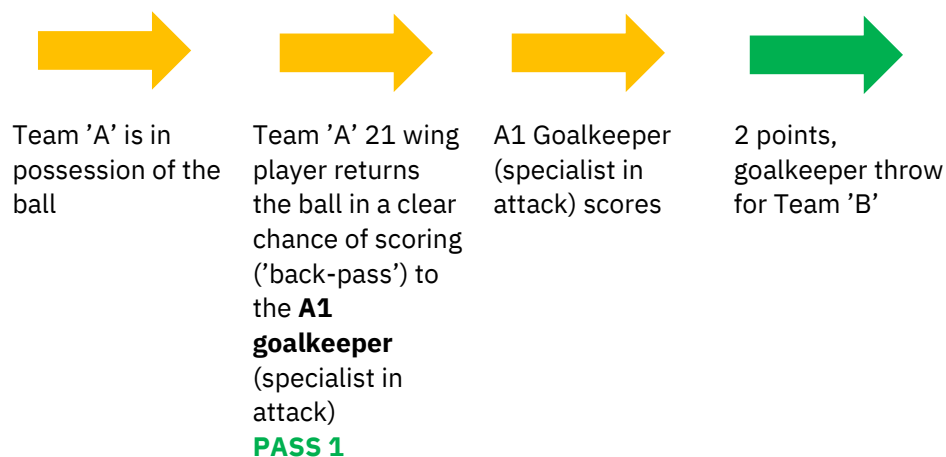 Team ’A’ is in
possession of the
ball
Team ’A’ 21 wing
player returns
the ball in a clear
chance of scoring
(’back-pass’) to
the A1
goalkeeper
(specialist in
attack)
PASS 1
A1 Goalkeeper
(specialist in
attack) scores
2 points,
goalkeeper throw
for Team ’B’